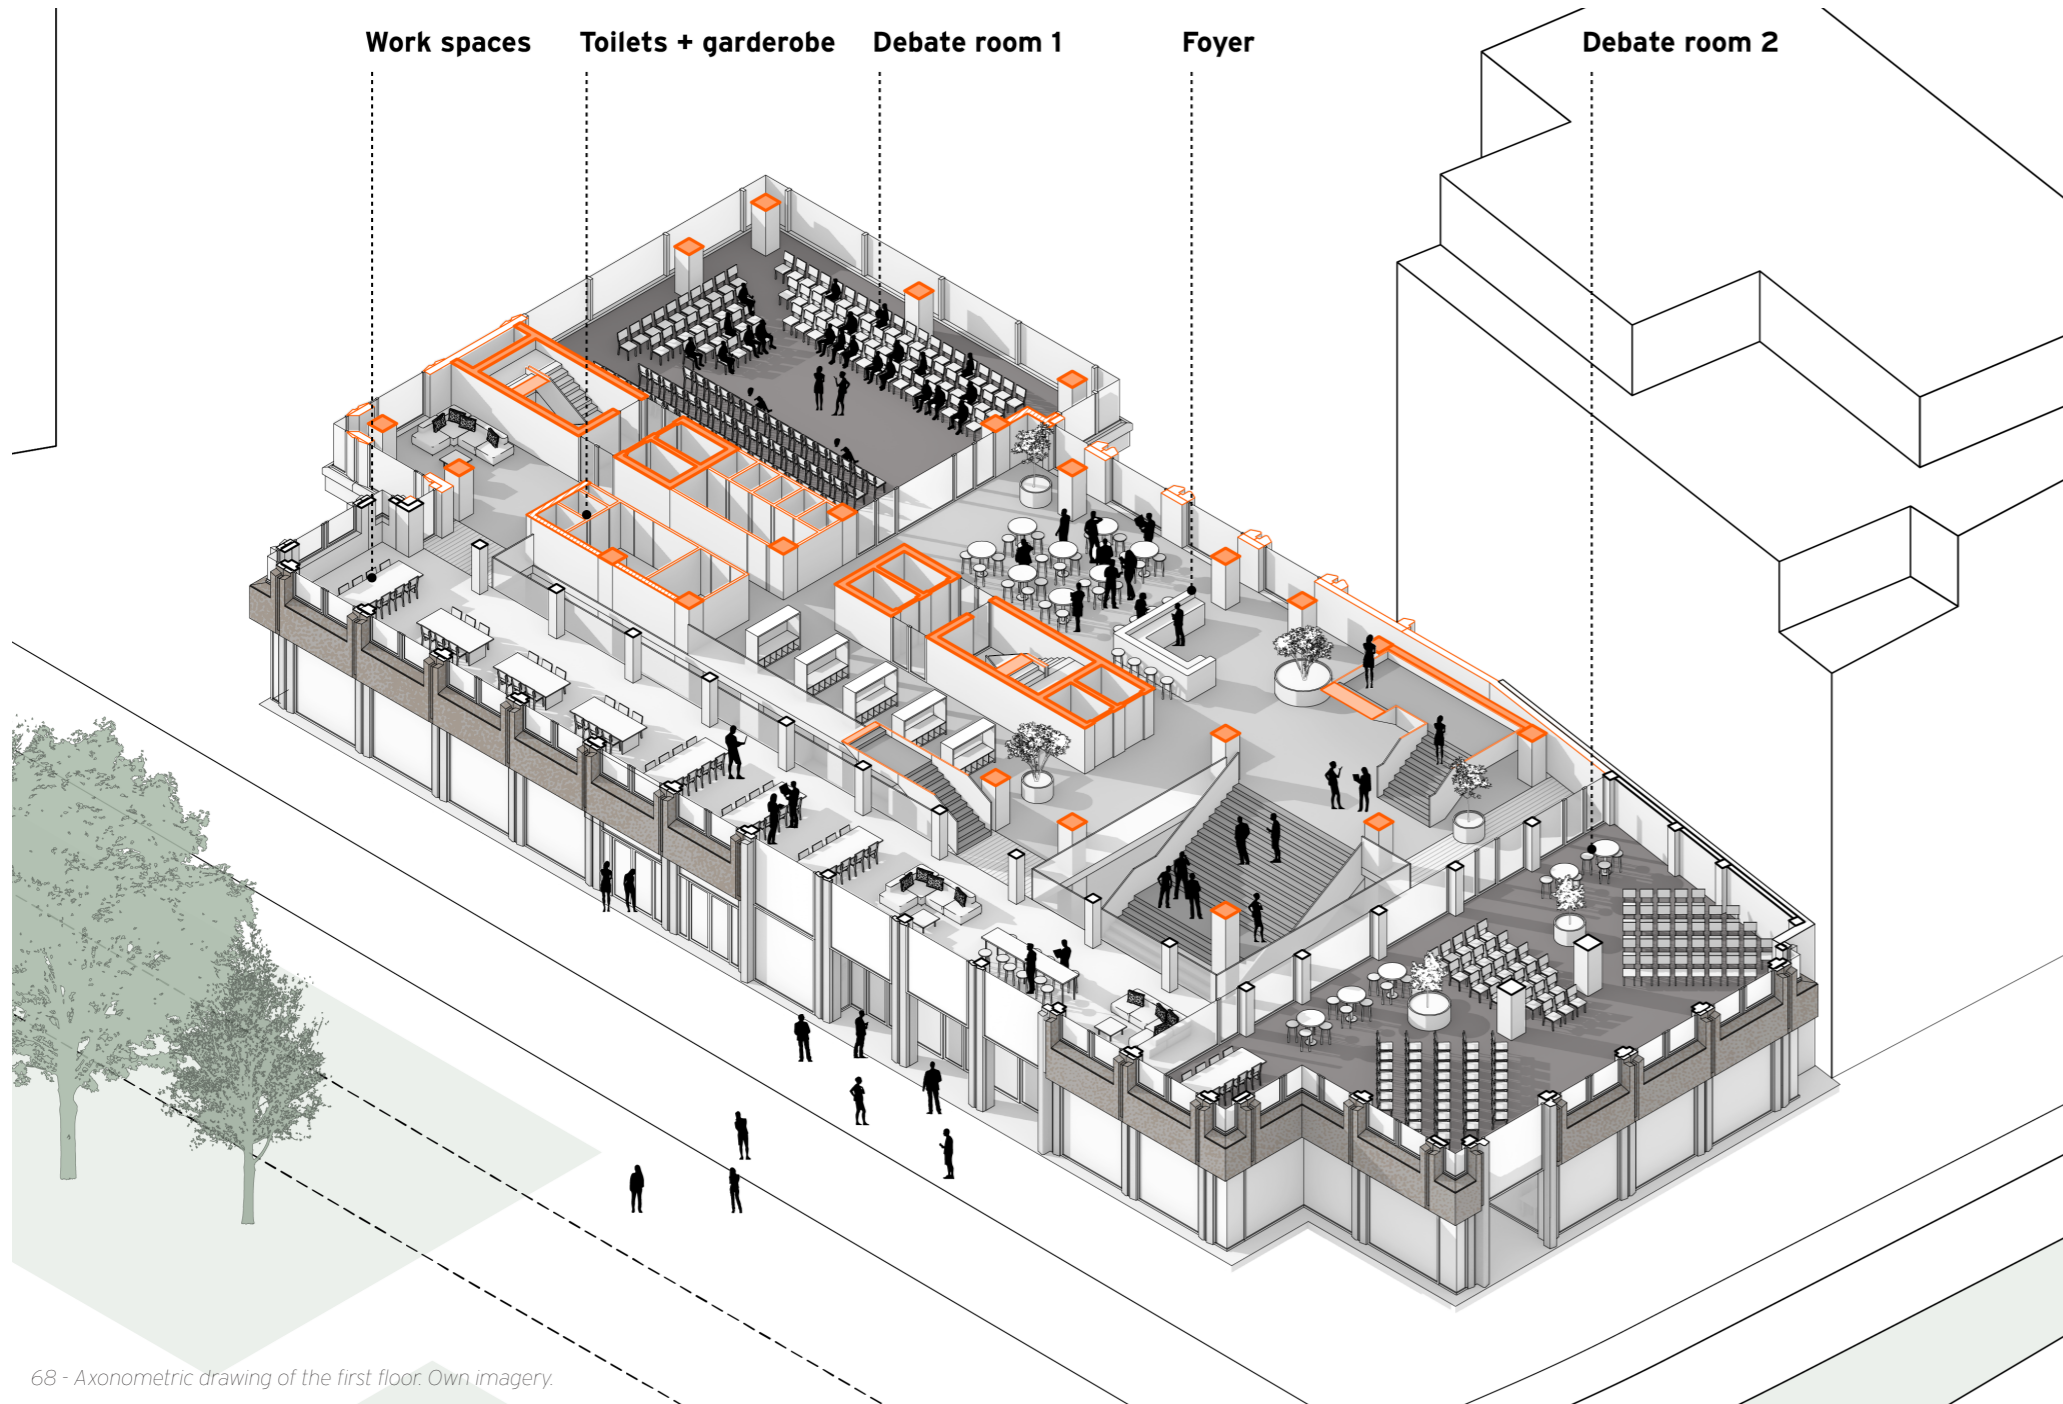 Work spaces
Toilets + garderobe
Debate room 1
Foyer
Debate room 2
68 - Axonometric drawing of the first floor. Own imagery.